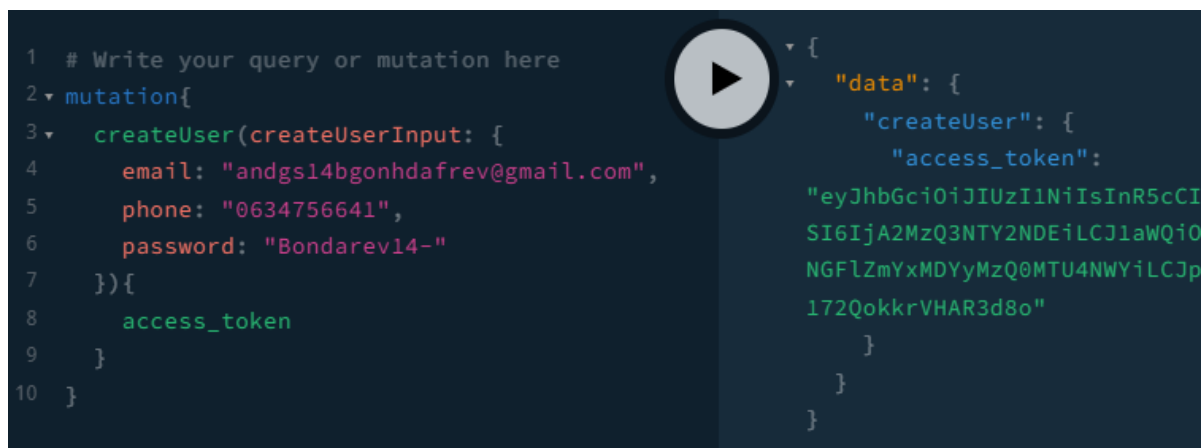 1 # Write your query or mutation here
2 mutation{
3 createUser(createUserInput: {
4 email: "andgs14bgonhdafrev@gmail.com",
5 phone: "0634756641",
6 password: "Bondarev14-"
7 }){
8 access_token
9 }
10 }
{
"data": {
"createUser": {
"access_token":
"eyJhbGciOiJIUzI1NiIsInR5cCI
SI6IjA2MzQ3NTY2NDEiLCJ1aWQiO
NGFlZmYxMDYyMzQ0MTU4NWYiLCJp
172QokkrVHAR3d8o"
}
}
}